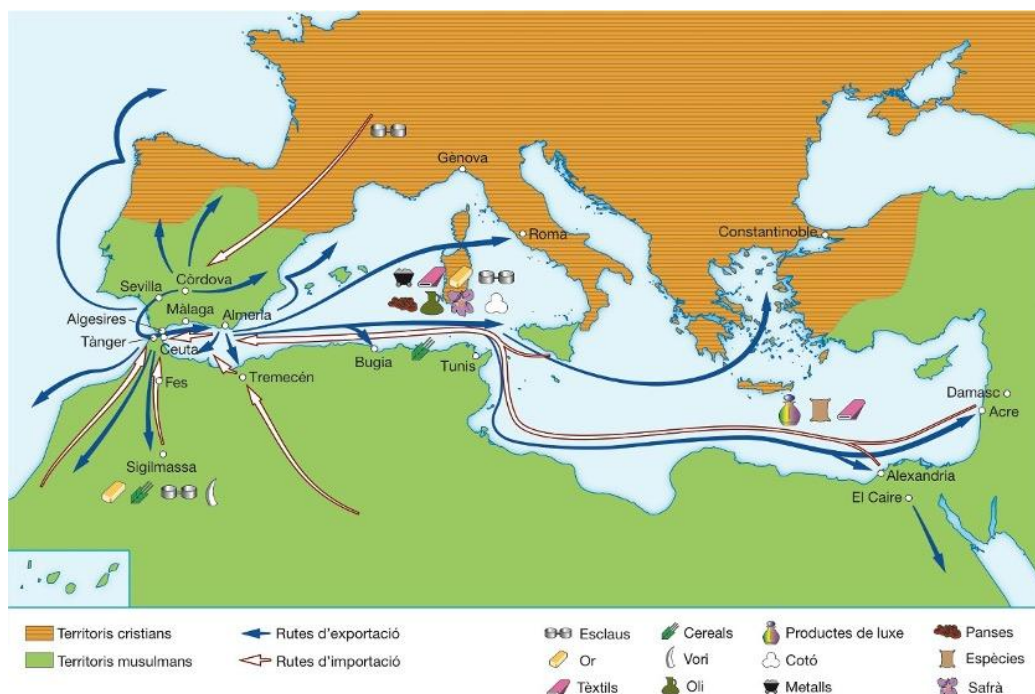 Gènova
Roma
Constantinoble
Sevilla
Còrdova
Màlaga
Algesires
Almeria
Tànger
Ceuta
Bugia
Tunis
Fes
Tremecén
Damasc
Acre
Sigilmassa
Alexandria
El Caire
Territoris cristians
Rutes d'exportació
Esclaus
Cereals
Productes de luxe
Panses
Territoris musulmans
Rutes d'importació
Or
Vori
Cotó
Espècies
Tèxtils
Oli
Metalls
Safrà